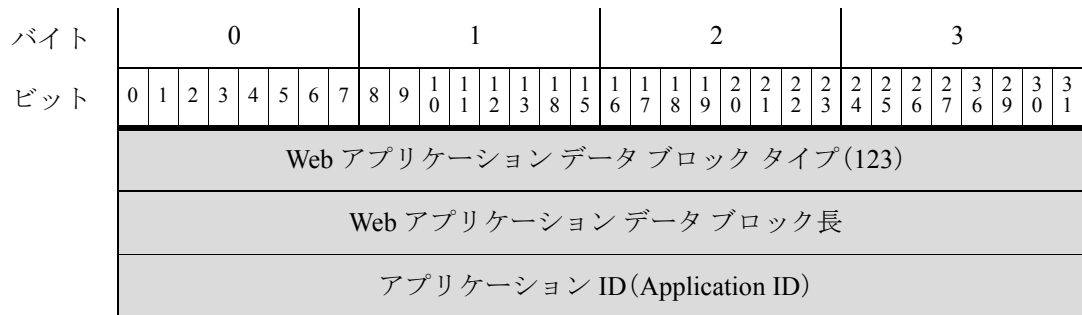 バイト 0 1 2 3
ビット 0 1 2 3 4 5 6 7 8 9 10 11 12 13 18 15 16 17 18 19 20 21 22 23 24 25 26 27 36 29 30 31
Web アプリケーション データ ブロック タイプ(123)
Web アプリケーション データ ブロック長
アプリケーション ID(Application ID)